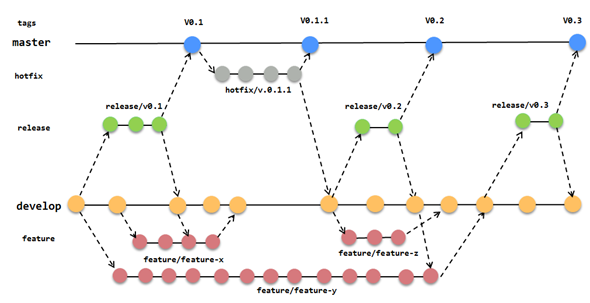 tags V0.1 V0.1.1 V0.2 V0.3
master
hotfix
hotfix/v.0.1.1
release/v0.1 release/v0.2 release/v0.3
release
develop
feature
feature/feature-x feature/feature-z
feature/feature-y